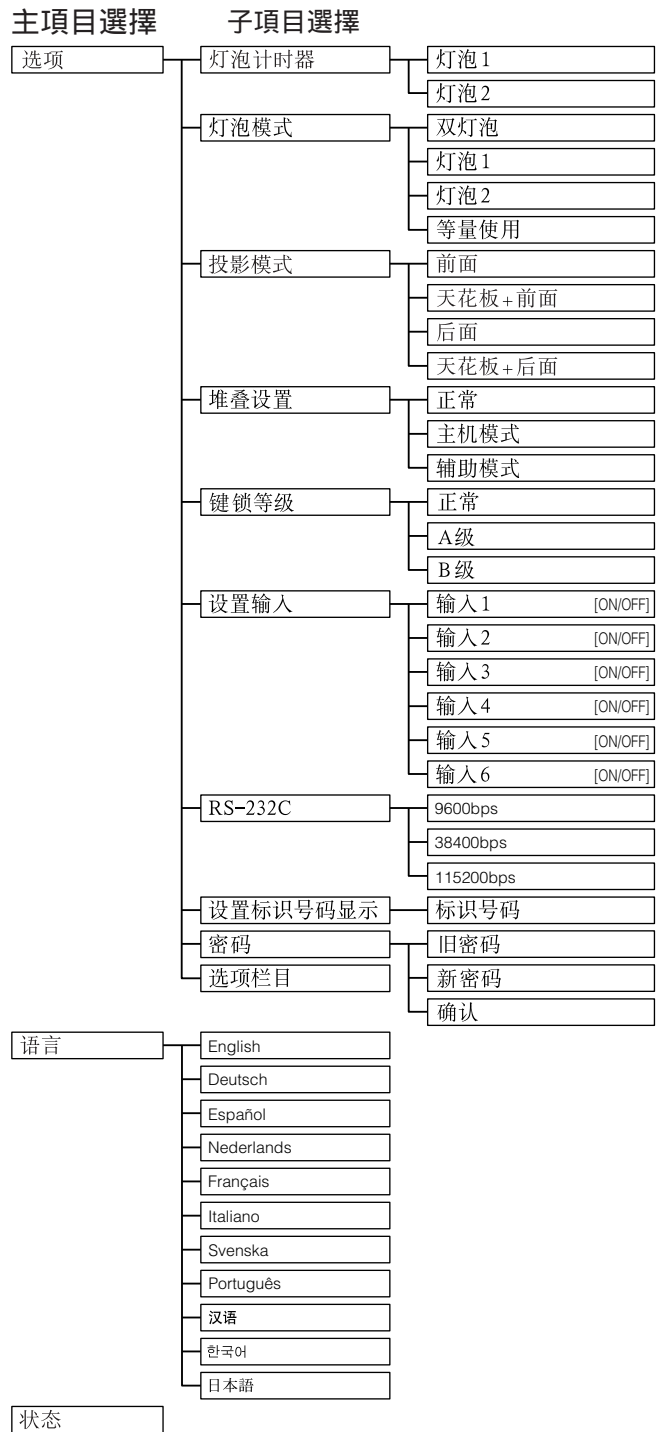 主項目選擇 子項目選擇
选项 灯泡计时器 灯泡1
灯泡2
灯泡模式 双灯泡
灯泡1
灯泡2
等量使用
投影模式 前面
天花板+前面
后面
天花板+后面
堆叠设置 正常
主机模式
辅助模式
键锁等级 正常
A级
B级
设置输入 输入1 [ON/OFF]
输入2 [ON/OFF]
输入3 [ON/OFF]
输入4 [ON/OFF]
输入5 [ON/OFF]
输入6 [ON/OFF]
RS-232C 9600bps
38400bps
115200bps
设置标识号码显示 标识号码
密码 旧密码
选项栏目 新密码
确认
语言 English
Deutsch
Español
Nederlands
Français
Italiano
Svenska
Português
汉语
한국어
日本語
状态